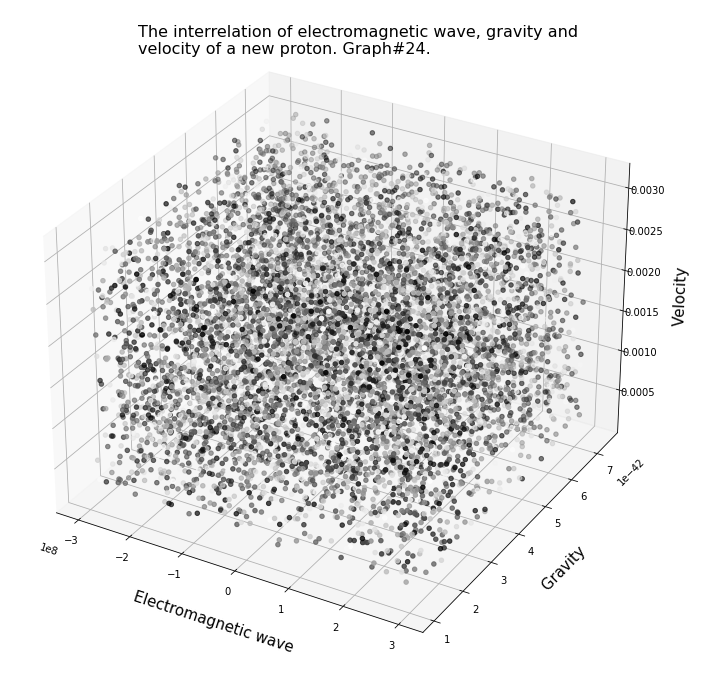 The interrelation of electromagnetic wave, gravity and
velocity of a new proton. Graph#24.
0.0030
0.0025
0.0020
0.0015
0.0010
0.0005
Velocity
7
1e−42
6
5
4
3
2
1
Gravity
1e8
−3
−2
−1
0
1
2
3
Electromagnetic wave